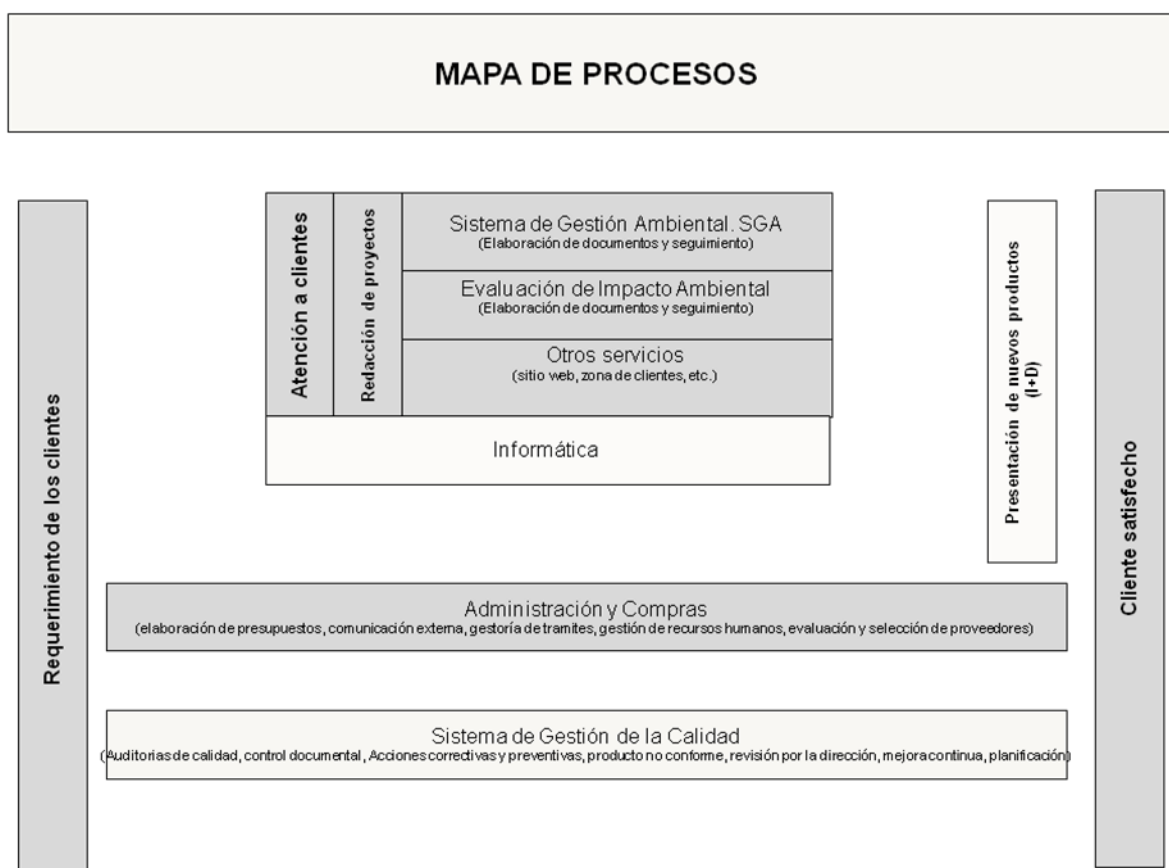 MAPA DE PROCESOS
Requerimiento de los clientes
Atención a clientes
Redacción de proyectos
Sistema de Gestión Ambiental. SGA
(Elaboración de documentos y seguimiento)
Evaluación de Impacto Ambiental
(Elaboración de documentos y seguimiento)
Otros servicios
(sitio web, zona de clientes, etc.)
Informática
Presentación de nuevos productos
(I+D)
Cliente satisfecho
Administración y Compras
(elaboración de presupuestos, comunicación externa, gestoría de tramites, gestión de recursos humanos, evaluación y selección de proveedores)
Sistema de Gestión de la Calidad
(Auditorias de calidad, control documental, Acciones correctivas y preventivas, producto no conforme, revisión por la dirección, mejora continua, planificación)